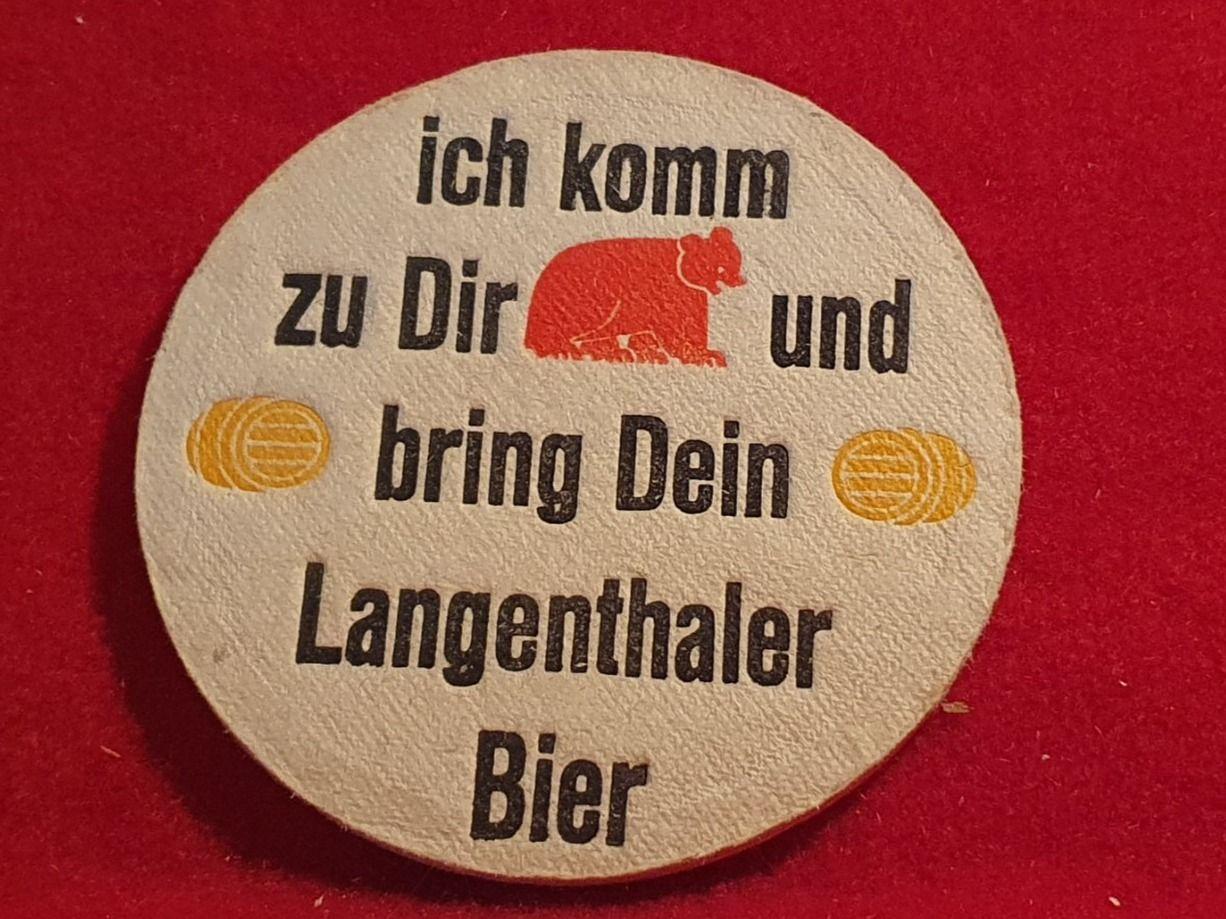 ich komm
zu Dir und
bring Dein
Langenthaler
Bier